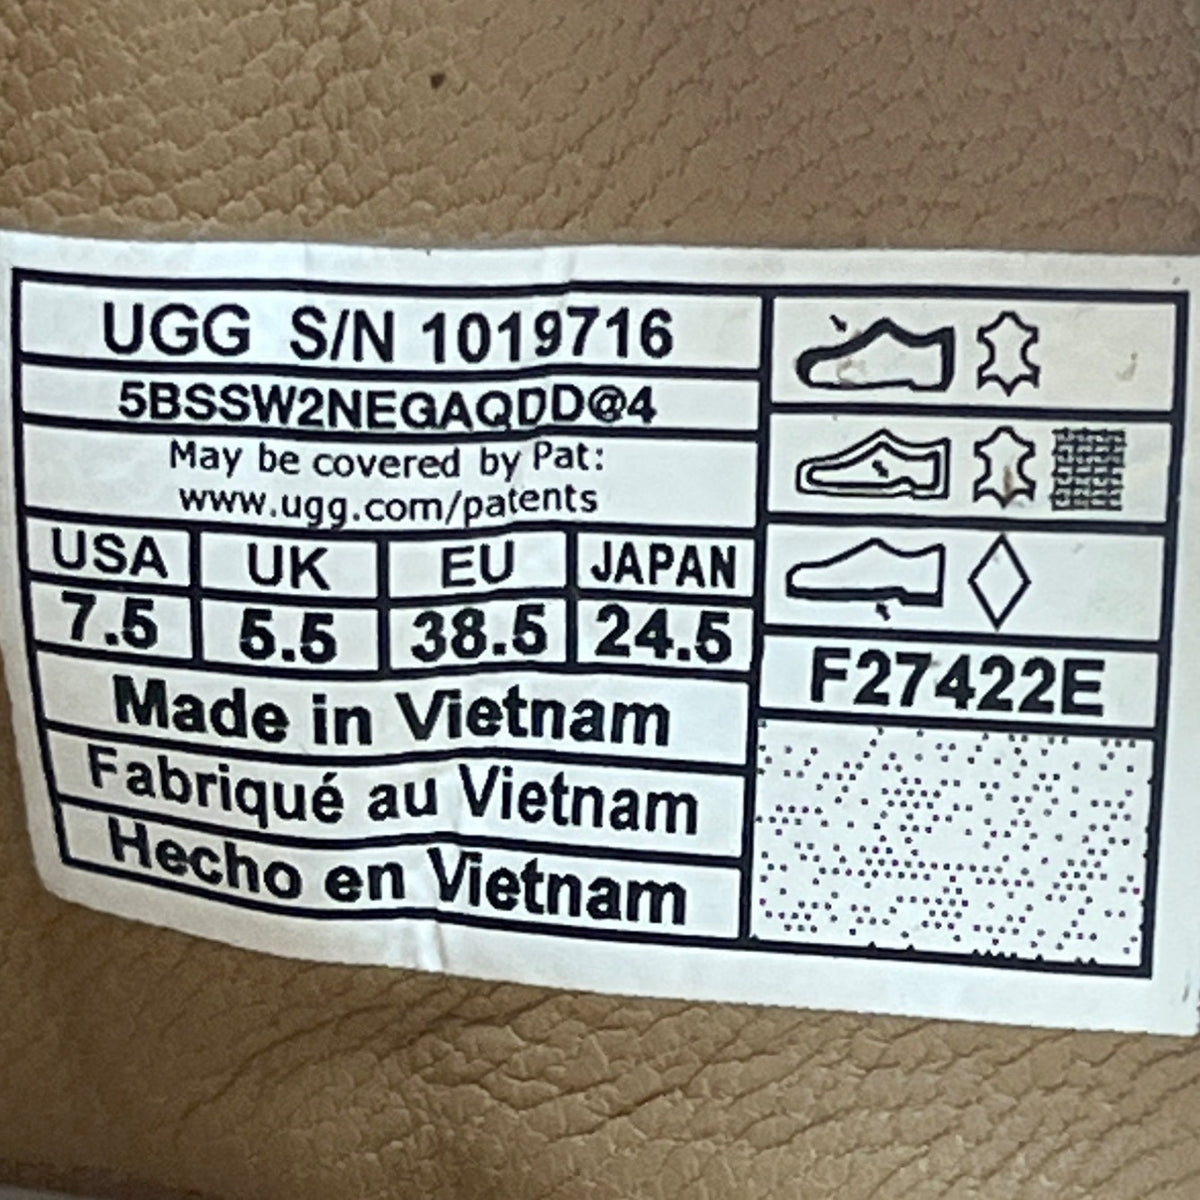 UGG S/N 1019716
5BSSW2NEGAQDD@4
May be covered by Pat:
www.ugg.com/patents
USA UK EU JAPAN
7.5 5.5 38.5 24.5
Made in Vietnam
Fabriqué au Vietnam
Hecho en Vietnam
F27422E